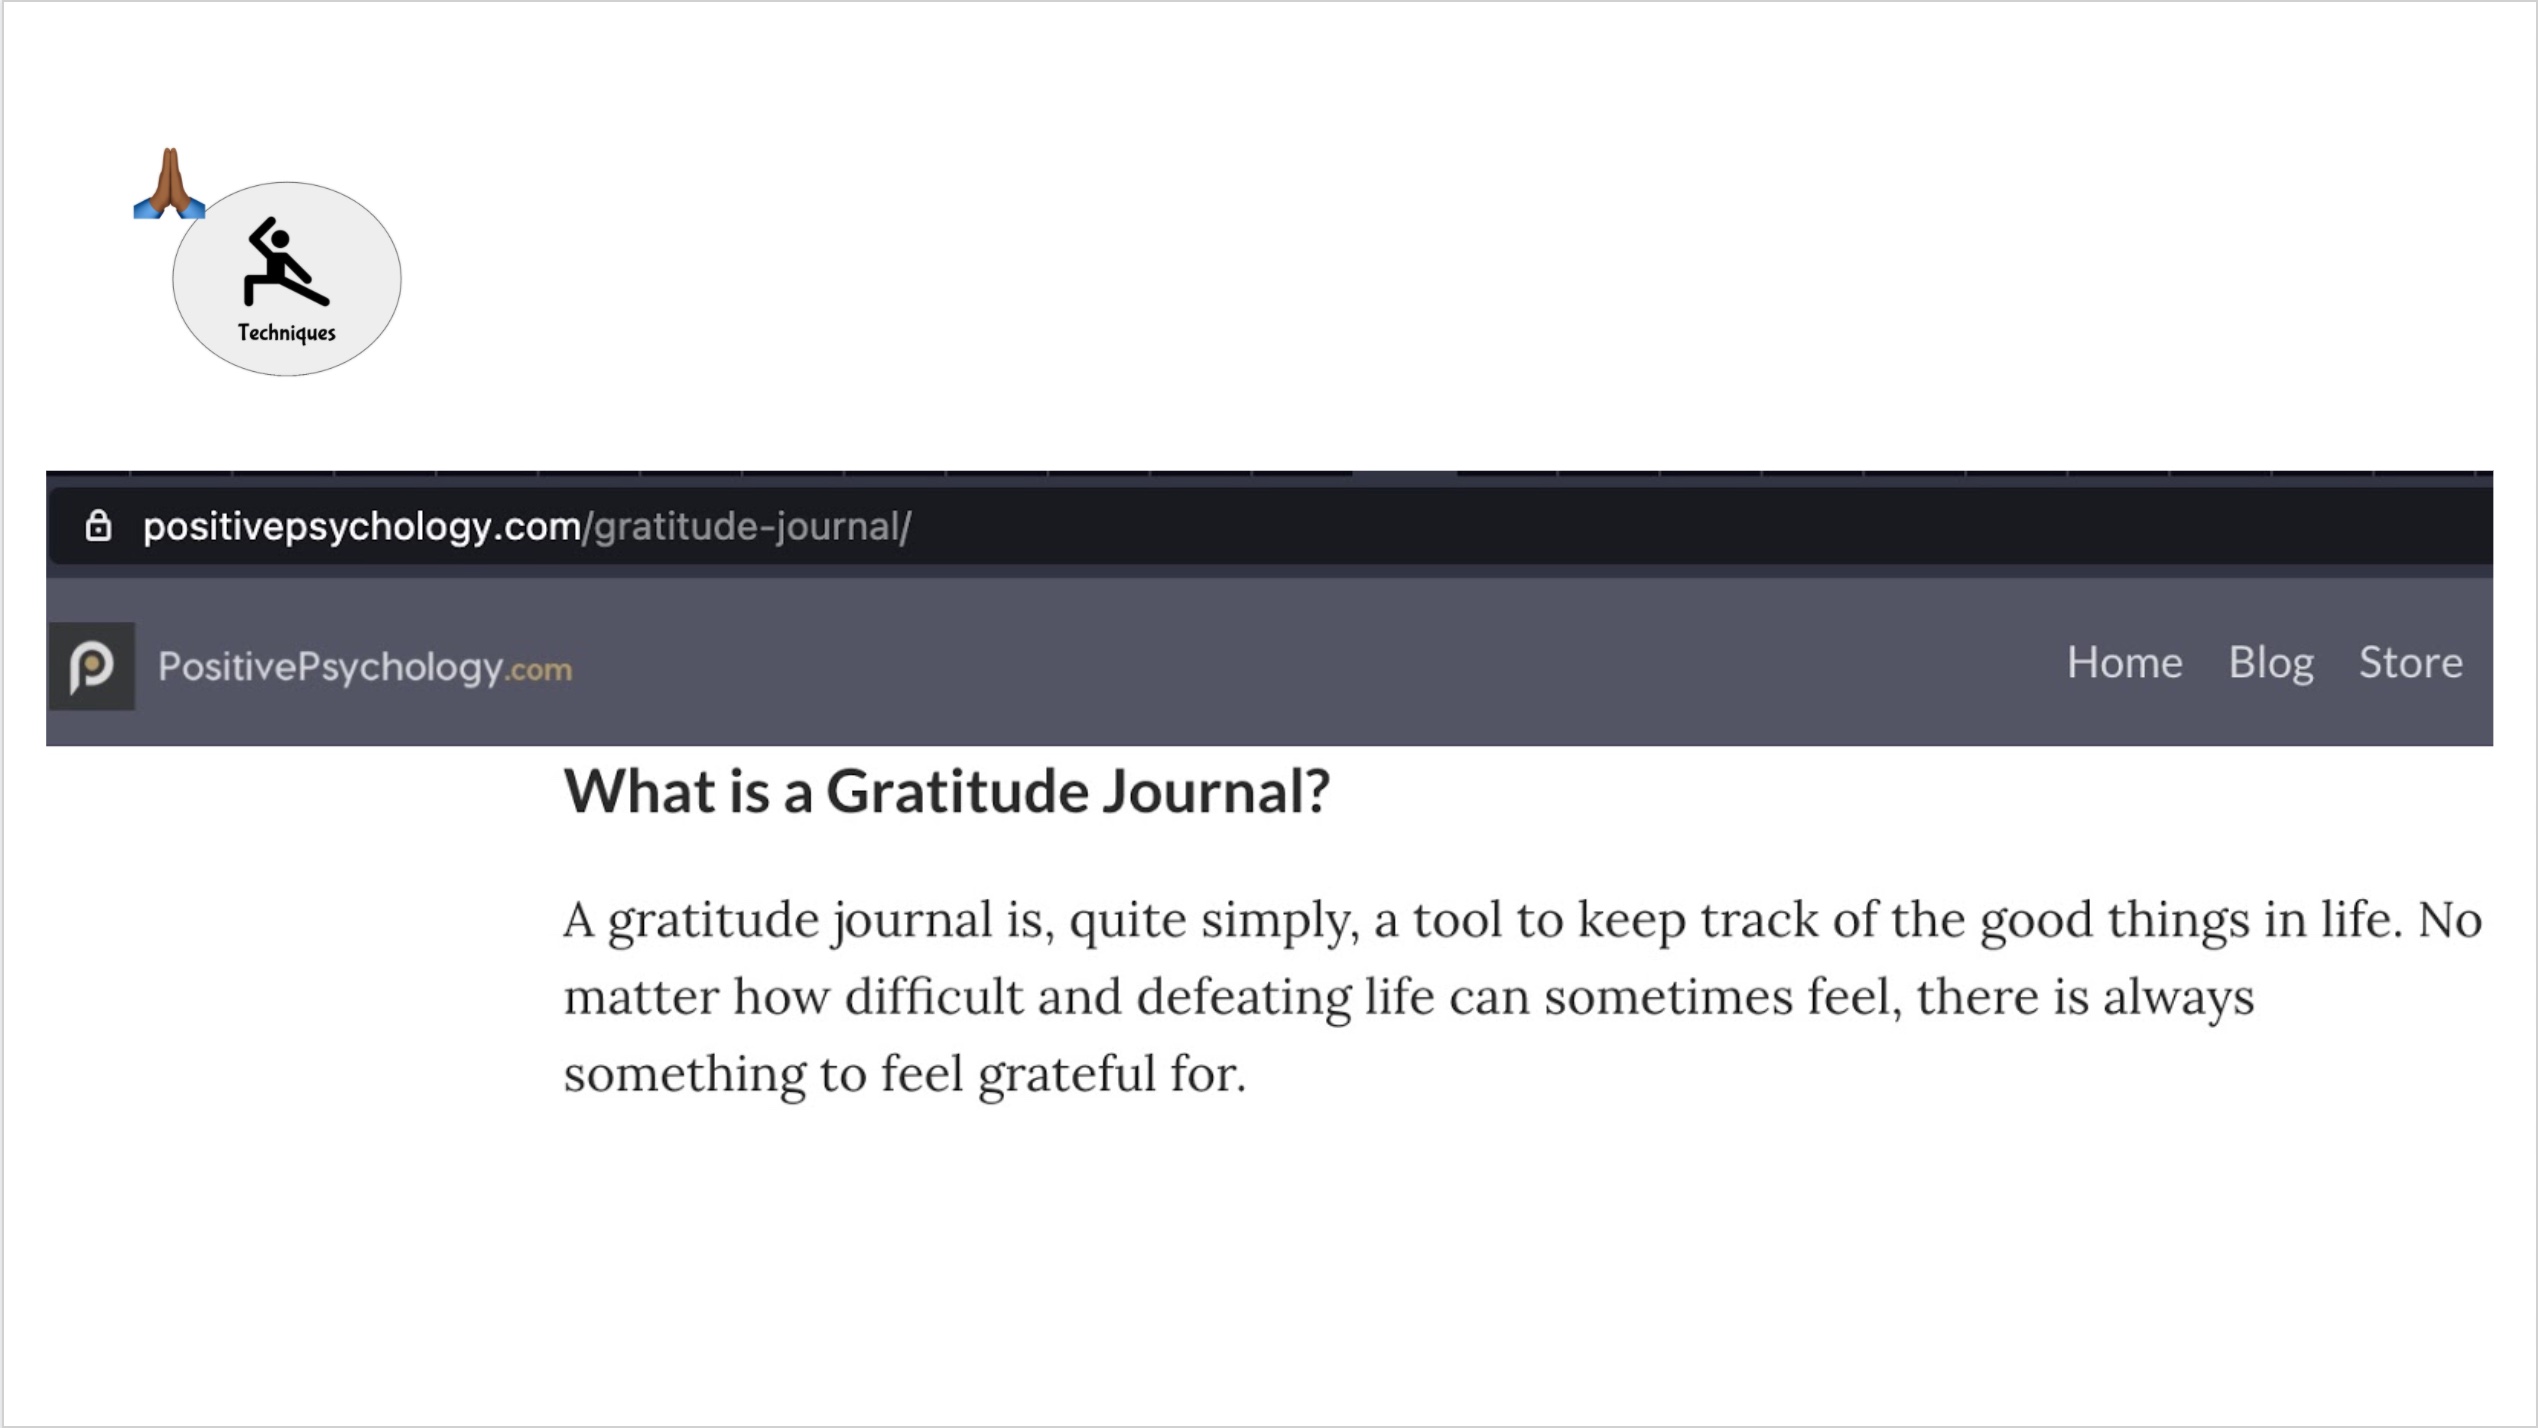 Techniques
positivepsychology.com/gratitude-journal/
PositivePsychology.com
Home Blog Store
What is a Gratitude Journal?
A gratitude journal is, quite simply, a tool to keep track of the good things in life. No
matter how difficult and defeating life can sometimes feel, there is always
something to feel grateful for.